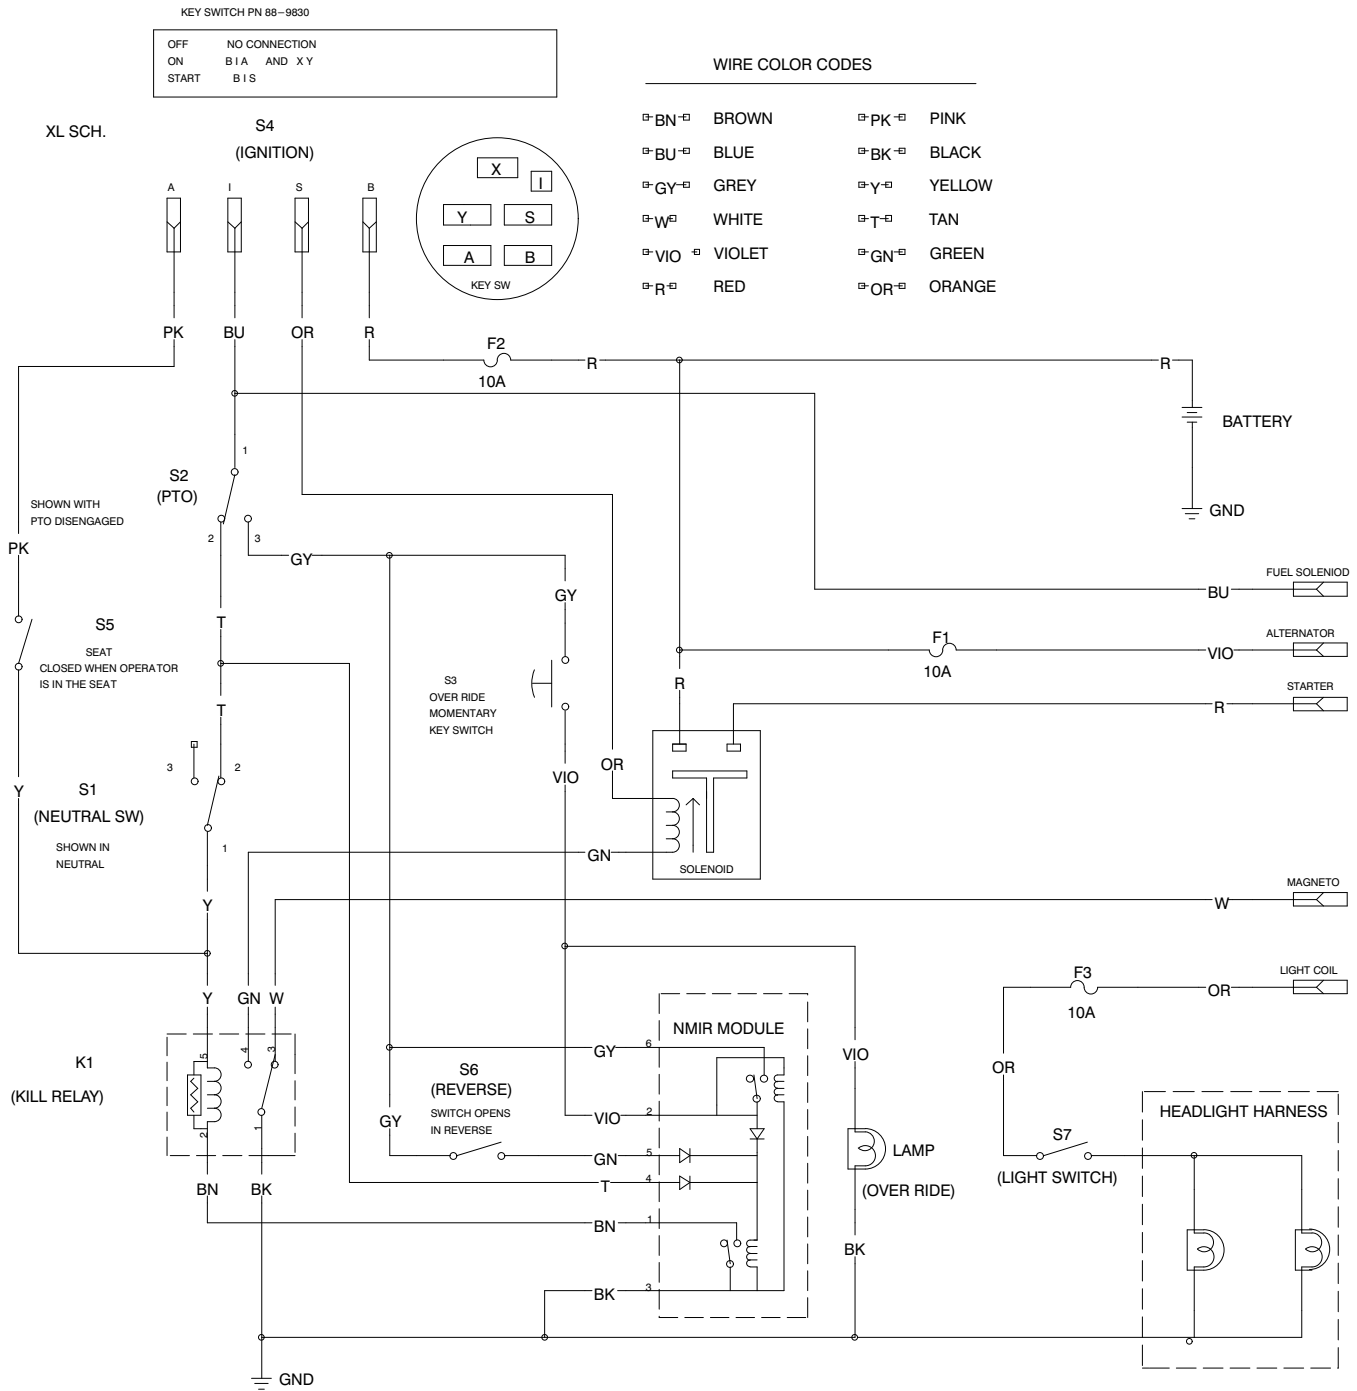 KEY SWITCH PN 88-9830
OFF NO CONNECTION
ON B I A AND X Y
START B I S
WIRE COLOR CODES
XL SCH.
S4
(IGNITION)
BN BROWN PK PINK
BU BLUE BK BLACK
GY GREY Y YELLOW
W WHITE T TAN
VIO VIOLET GN GREEN
R RED OR ORANGE
A I S B
X
I
Y S
A B
KEY SW
PK BU OR R
F2
10A
R
R
BATTERY
GND
1
S2
(PTO)
SHOWN WITH
PTO DISENGAGED
2 3
PK
GY
GY
T
FUEL SOLENIOD
BU
S5
SEAT
CLOSED WHEN OPERATOR
IS IN THE SEAT
F1
10A
ALTERNATOR
VIO
S3
OVER RIDE
MOMENTARY
KEY SWITCH
R
STARTER
R
T
3 2
VIO
OR
Y
S1
(NEUTRAL SW)
SHOWN IN
NEUTRAL
1
GN
SOLENOID
Y
MAGNETO
W
F3
10A
LIGHT COIL
OR
Y GN W
K1
(KILL RELAY)
5 4 3
2 1
NMIR MODULE
GY 6
S6
(REVERSE)
SWITCH OPENS
IN REVERSE
GY
VIO 2
GN 5
T 4
BN 1
BK 3
VIO
LAMP
(OVER RIDE)
BK
OR
S7
(LIGHT SWITCH)
HEADLIGHT HARNESS
BN BK
GND